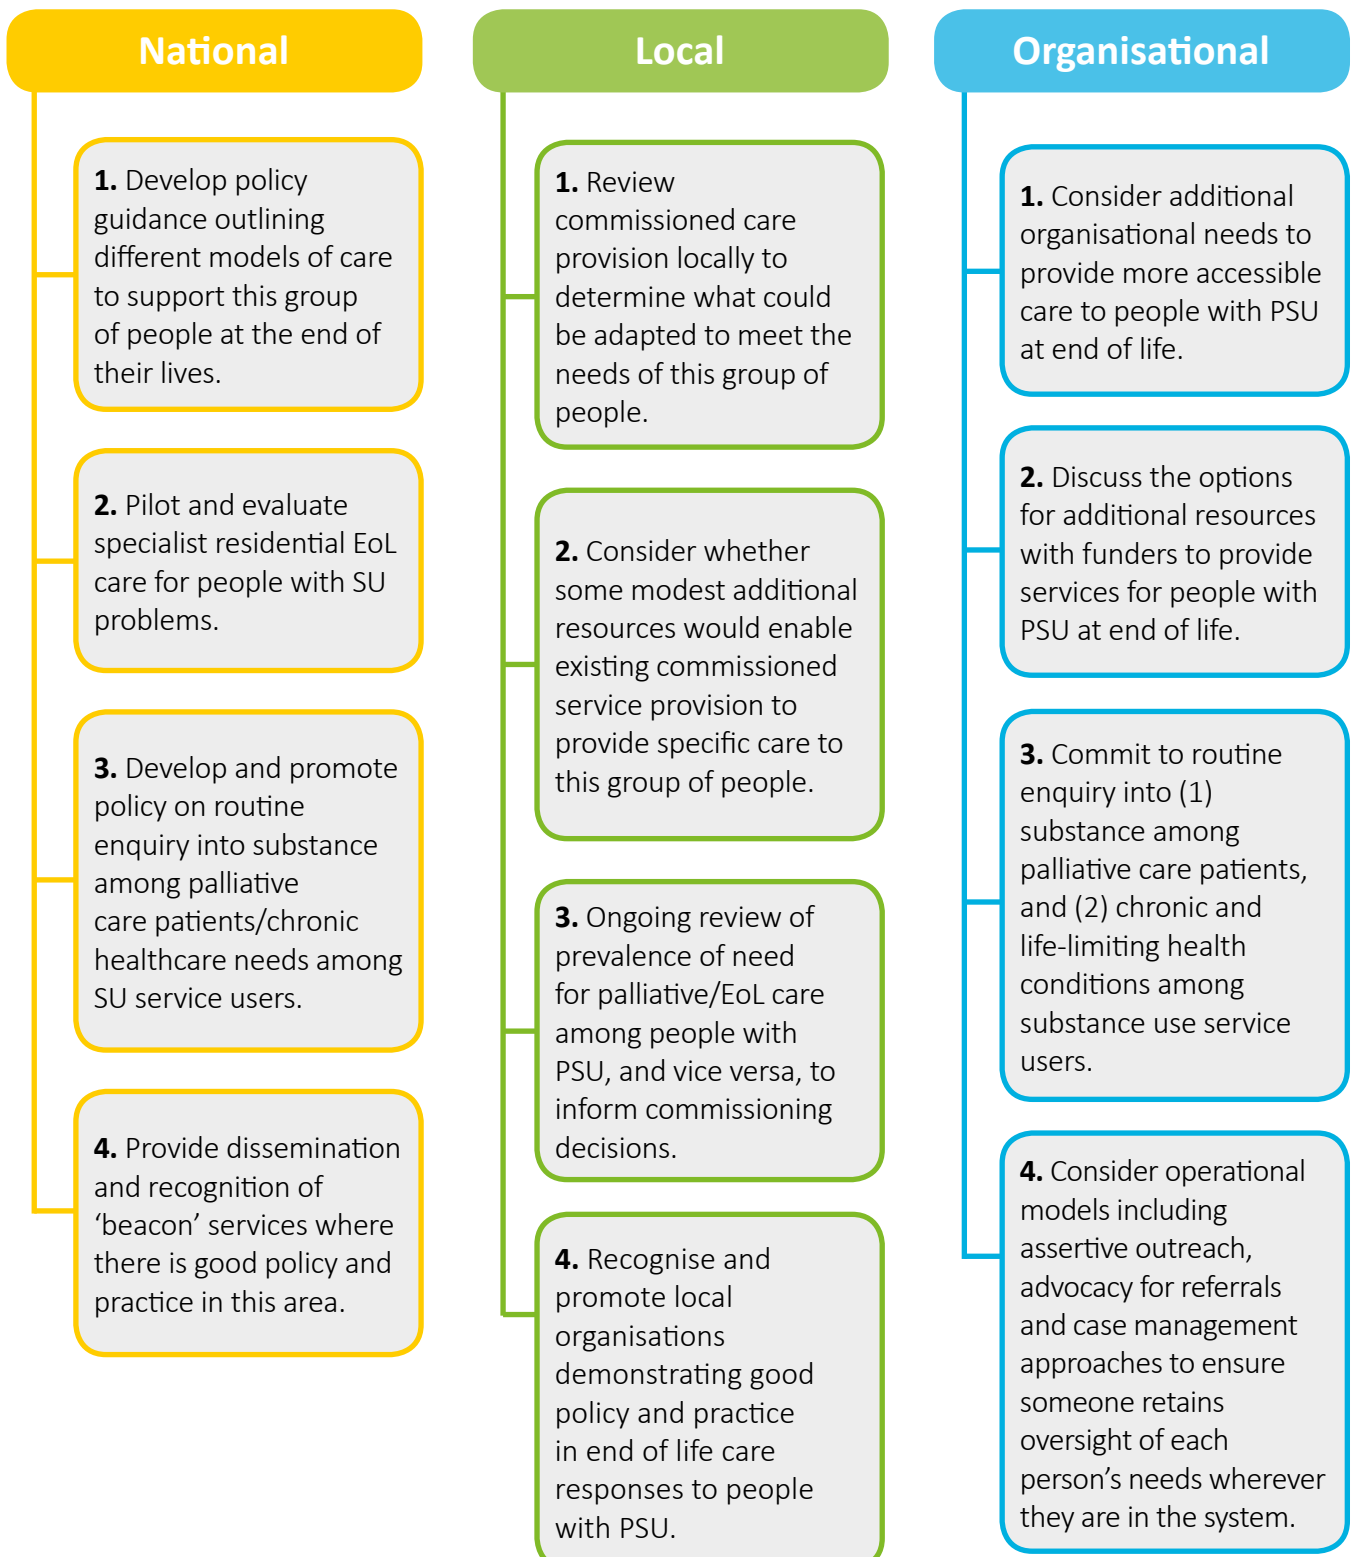 National
1. Develop policy
guidance outlining
different models of care
to support this group
of people at the end of
their lives.
2. Pilot and evaluate
specialist residential EoL
care for people with SU
problems.
3. Develop and promote
policy on routine
enquiry into substance
among palliative
care patients/chronic
healthcare needs among
SU service users.
4. Provide dissemination
and recognition of
‘beacon’ services where
there is good policy and
practice in this area.
Local
1. Review
commissioned care
provision locally to
determine what could
be adapted to meet the
needs of this group of
people.
2. Consider whether
some modest additional
resources would enable
existing commissioned
service provision to
provide specific care to
this group of people.
3. Ongoing review of
prevalence of need
for palliative/EoL care
among people with
PSU, and vice versa, to
inform commissioning
decisions.
4. Recognise and
promote local
organisations
demonstrating good
policy and practice
in end of life care
responses to people
with PSU.
Organisational
1. Consider additional
organisational needs to
provide more accessible
care to people with PSU
at end of life.
2. Discuss the options
for additional resources
with funders to provide
services for people with
PSU at end of life.
3. Commit to routine
enquiry into (1)
substance among
palliative care patients,
and (2) chronic and
life-limiting health
conditions among
substance use service
users.
4. Consider operational
models including
assertive outreach,
advocacy for referrals
and case management
approaches to ensure
someone retains
oversight of each
person’s needs wherever
they are in the system.